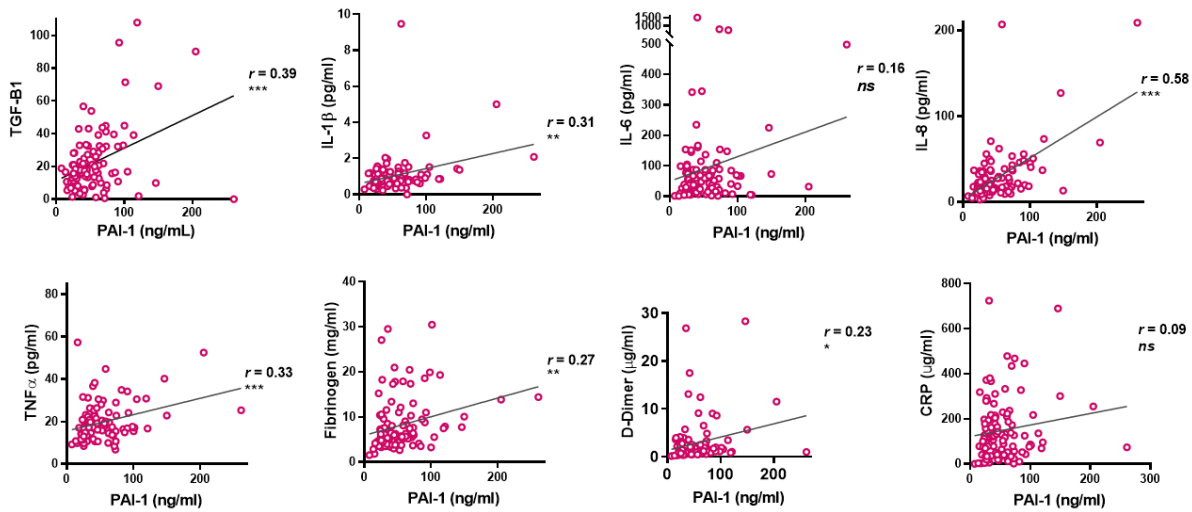 TGF-B1
100
80
60
40
20
0
0 100 200
PAI-1 (ng/mL)
r = 0.39
***
IL-1β (pg/ml)
10
8
6
4
2
0
0 100 200
PAI-1 (ng/ml)
r = 0.31
**
IL-6 (pg/ml)
1500
1000
500
400
300
200
100
0
0 100 200
PAI-1 (ng/ml)
r = 0.16
ns
IL-8 (pg/ml)
200
150
100
50
0
0 100 200
PAI-1 (ng/ml)
r = 0.58
***
TNFα (pg/ml)
80
60
40
20
0
0 100 200
PAI-1 (ng/ml)
r = 0.33
***
Fibrinogen (mg/ml)
40
30
20
10
0
0 100 200
PAI-1 (ng/ml)
r = 0.27
**
D-Dimer (μg/ml)
30
20
10
0
0 100 200
PAI-1 (ng/ml)
r = 0.23
*
CRP (ug/ml)
800
600
400
200
0
0 100 200 300
PAI-1 (ng/ml)
r = 0.09
ns